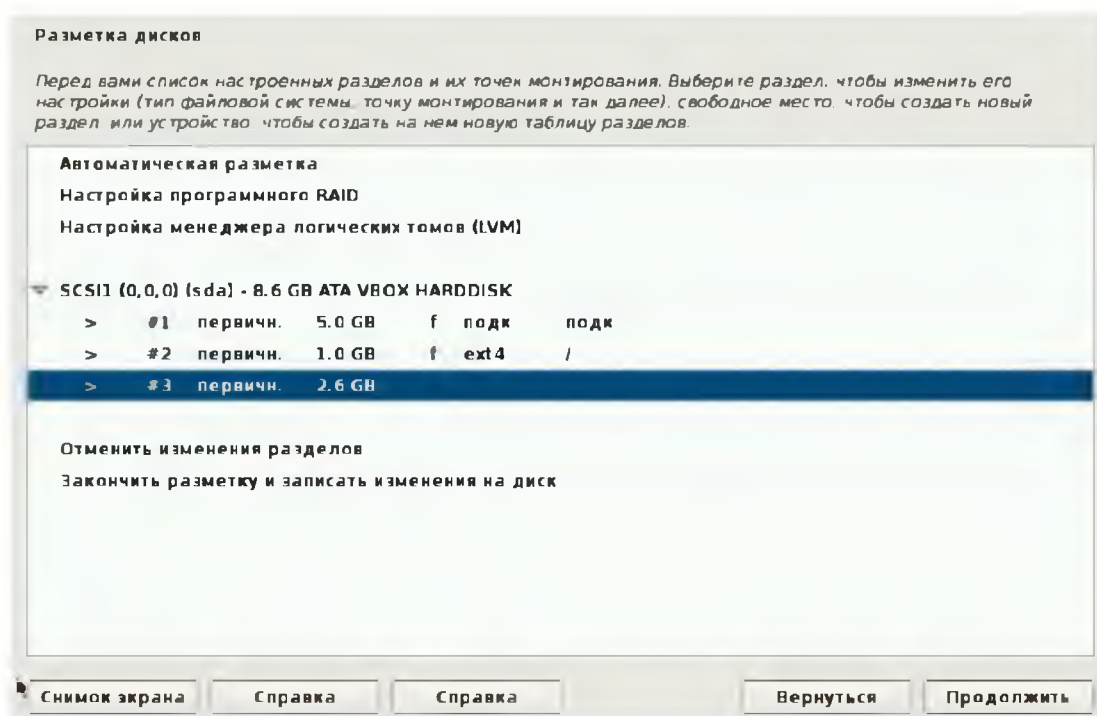 Разметка дисков
Перед вами список настроенных разделов и их точек монтирования. Выберите раздел, чтобы изменить его
настройки (тип файловой системы, точку монтирования и так далее), свободное место, чтобы создать новый
раздел, или устройство, чтобы создать на нем новую таблицу разделов.
Автоматическая разметка
Настройка программного RAID
Настройка менеджера логических томов (LVM)
SCSI1 (0,0,0) (sda) - 8.6 GB ATA VBOX HARDDISK
> #1 первичн. 5.0 GB f подк подк
> #2 первичн. 1.0 GB f ext4 /
> #3 первичн. 2.6 GB
Отменить изменения разделов
Закончить разметку и записать изменения на диск
Снимок экрана Справка Справка Вернуться Продолжить